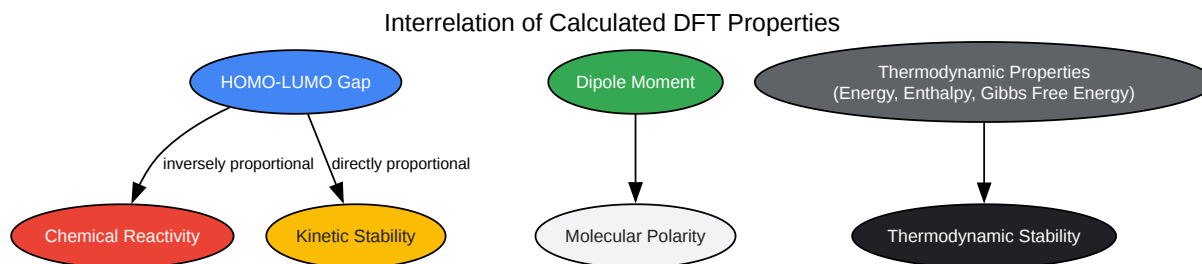 Interrelation of Calculated DFT Properties
HOMO-LUMO Gap
Dipole Moment
Thermodynamic Properties
(Energy, Enthalpy, Gibbs Free Energy)
inversely proportional
directly proportional
Chemical Reactivity
Kinetic Stability
Molecular Polarity
Thermodynamic Stability